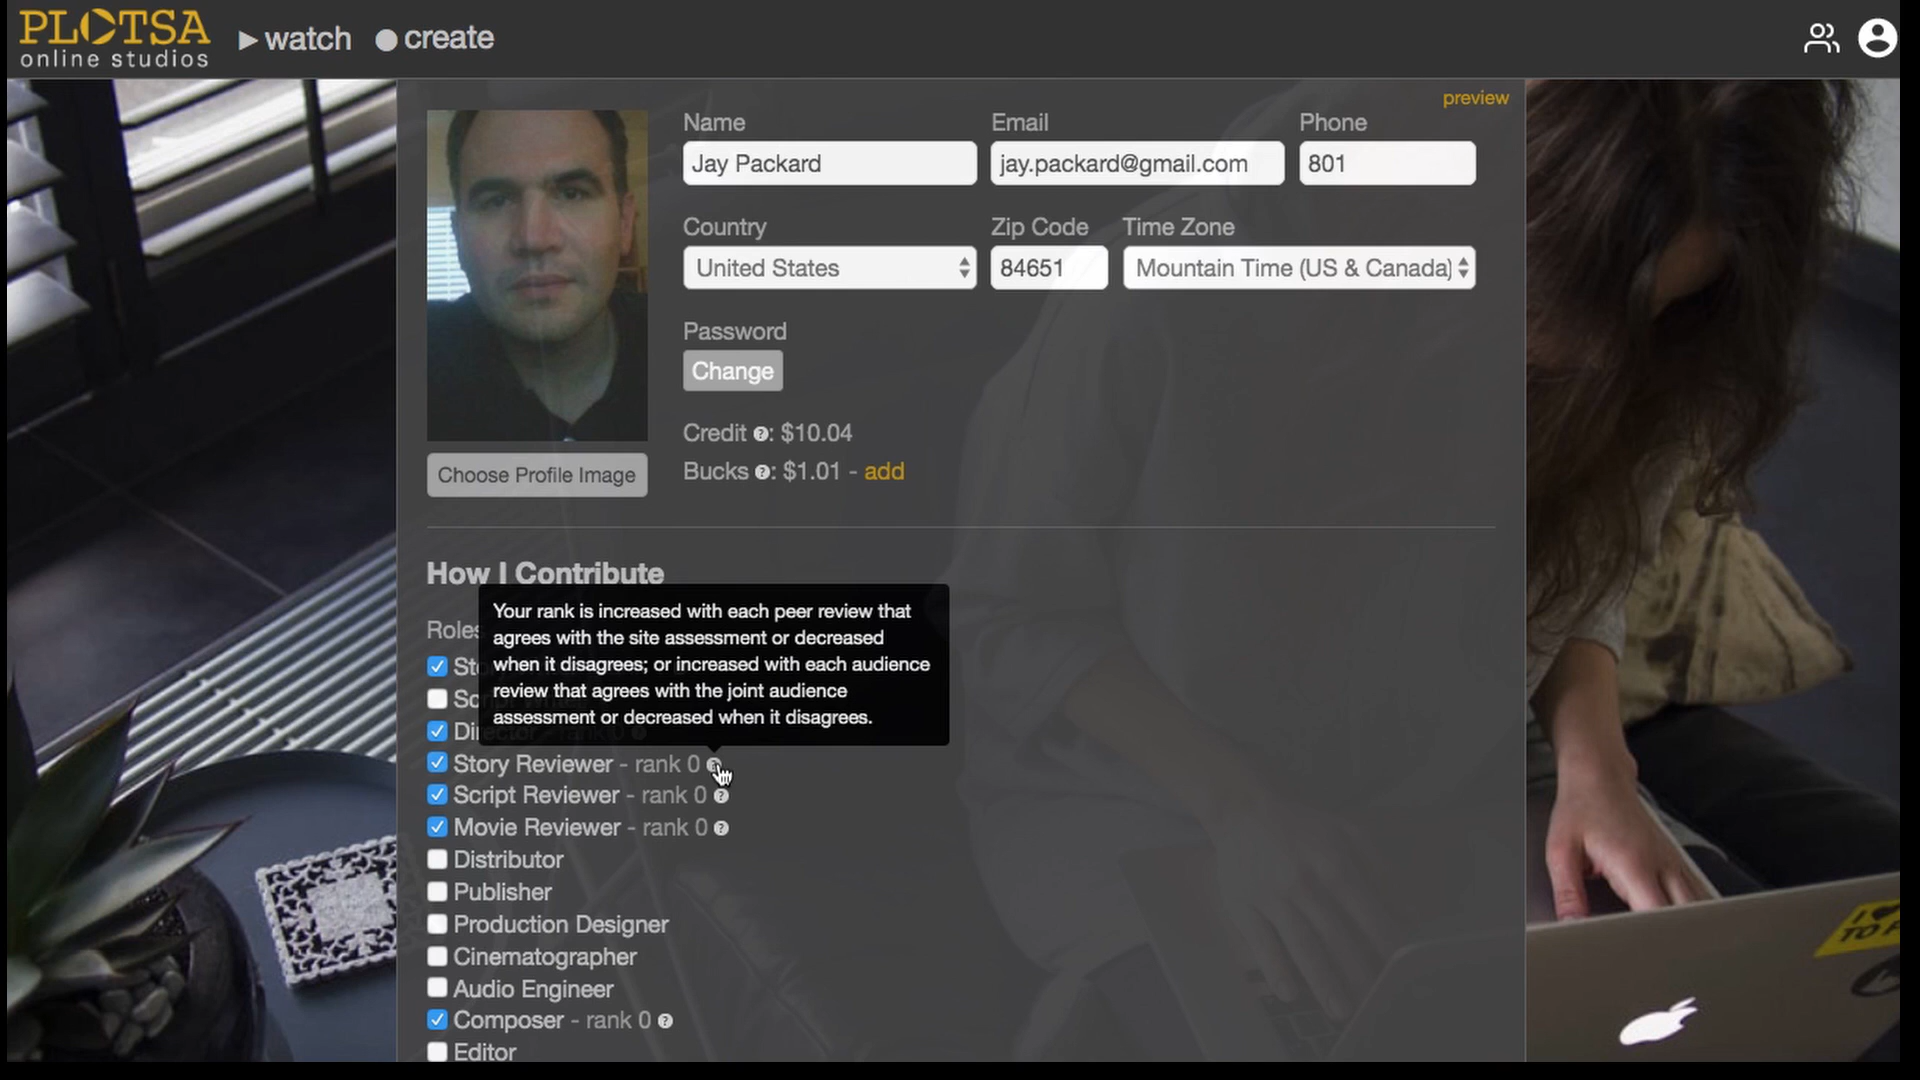 PLOTSA
online studios
watch
create
preview
Name
Email
Phone
Jay Packard
jay.packard@gmail.com
801
Country
Zip Code
Time Zone
United States
84651
Mountain Time (US & Canada)
Password
Change
Credit ?: $10.04
Bucks ?: $1.01 - add
Choose Profile Image
How I Contribute
Your rank is increased with each peer review that
agrees with the site assessment or decreased
when it disagrees; or increased with each audience
review that agrees with the joint audience
assessment or decreased when it disagrees.
Roles
Story Reviewer - rank 0
Script Reviewer - rank 0 ?
Movie Reviewer - rank 0 ?
Distributor
Publisher
Production Designer
Cinematographer
Audio Engineer
Composer - rank 0 ?
Editor